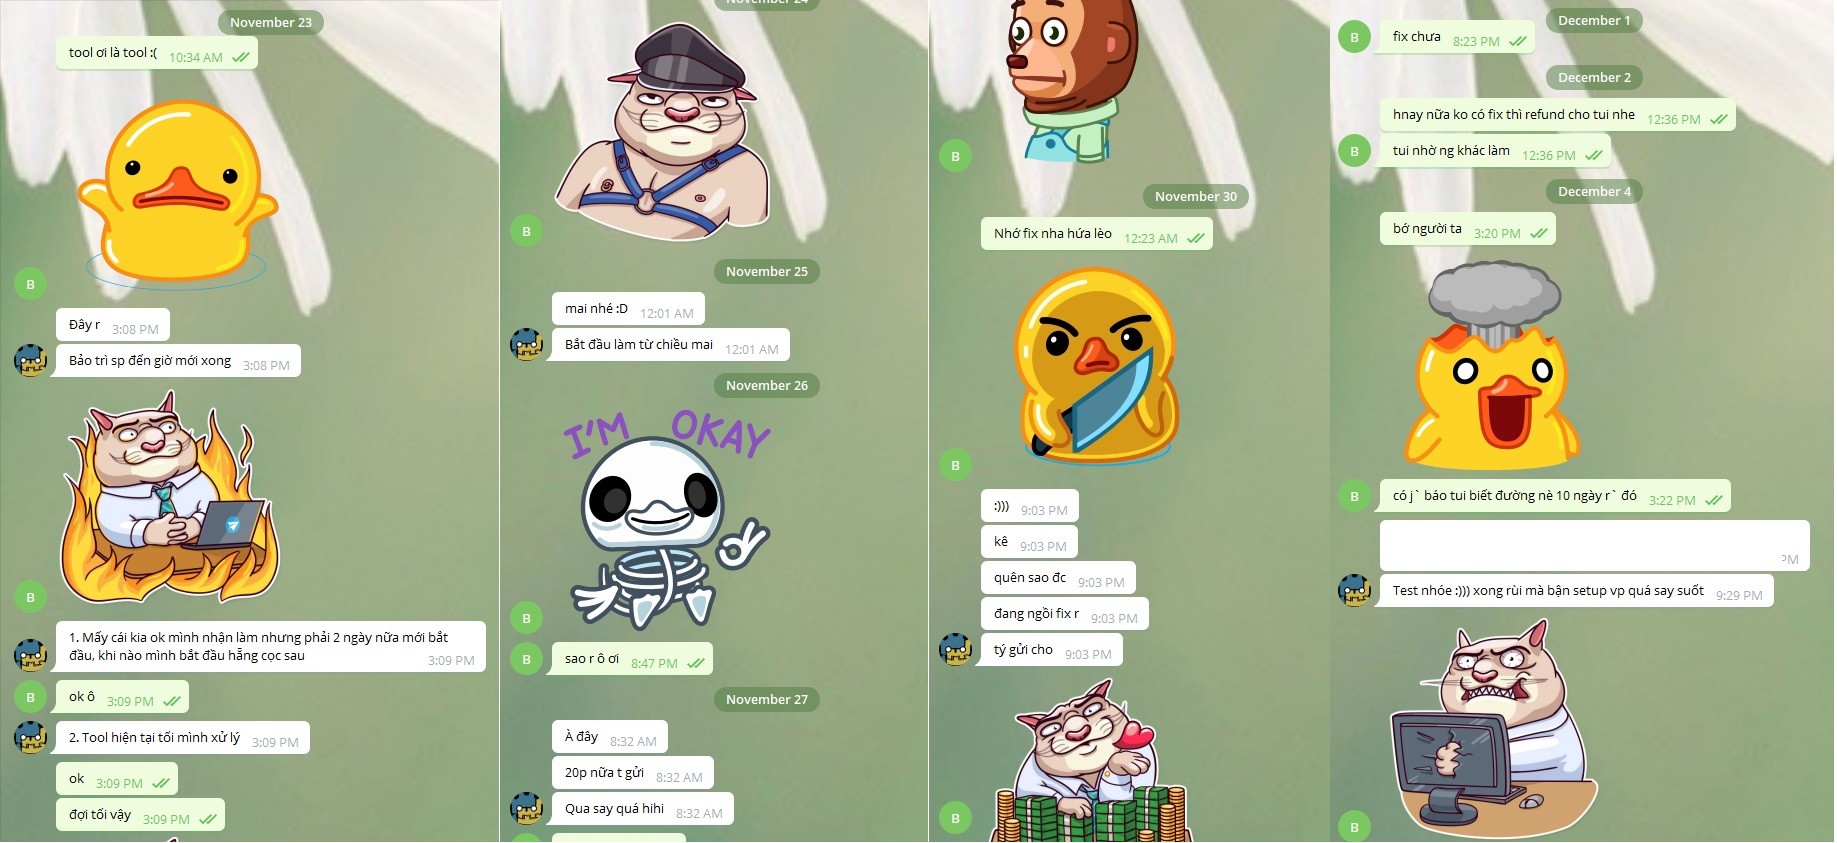 November 23
tool ơi là tool :( 10:34 AM
B
Đây r 3:08 PM
Bảo trì sp đến giờ mới xong 3:08 PM
B
1. Mấy cái kia ok mình nhận làm nhưng phải 2 ngày nữa mới bắt
đầu, khi nào mình bắt đầu hẵng cọc sau 3:09 PM
B
ok ô 3:09 PM
2. Tool hiện tại tối mình xử lý 3:09 PM
ok 3:09 PM
đợi tối vậy 3:09 PM
November 24
B
November 25
mai nhé :D 12:01 AM
Bắt đầu làm từ chiều mai 12:01 AM
November 26
I'M OKAY
B
B
sao r ô ơi 8:47 PM
November 27
À đây 8:32 AM
20p nữa t gửi 8:32 AM
Qua say quá hihi 8:32 AM
B
November 30
Nhớ fix nha hứa lèo 12:23 AM
B
:))) 9:03 PM
kê 9:03 PM
quên sao đc 9:03 PM
đang ngồi fix r 9:03 PM
tý gửi cho 9:03 PM
B
December 1
B
fix chưa 8:23 PM
December 2
hnay nữa ko có fix thì refund cho tui nhe 12:36 PM
B
tui nhờ ng khác làm 12:36 PM
December 4
bớ người ta 3:20 PM
B
có j` báo tui biết đường nè 10 ngày r` đó 3:22 PM
PM
Test nhóe :))) xong rùi mà bận setup vp quá say suốt 9:29 PM
B